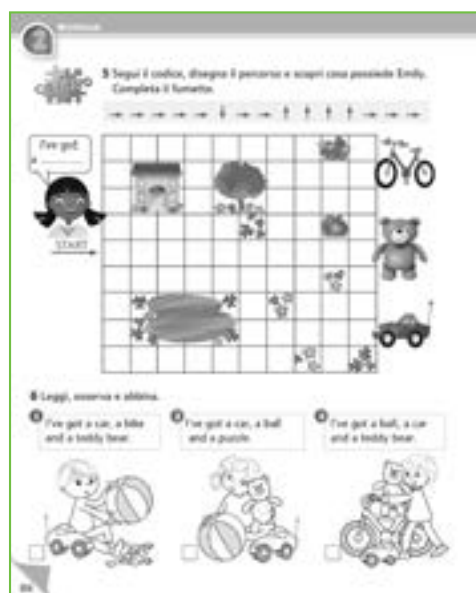 2
5 Segui il codice, disegna il percorso e scopri cosa possiede Emily.
Completa il fumetto.
I've got
a
START
6 Leggi, osserva e abbina.
I've got a car, a bike
and a teddy bear.
I've got a car, a ball
and a puzzle.
I've got a ball, a car
and a teddy bear.